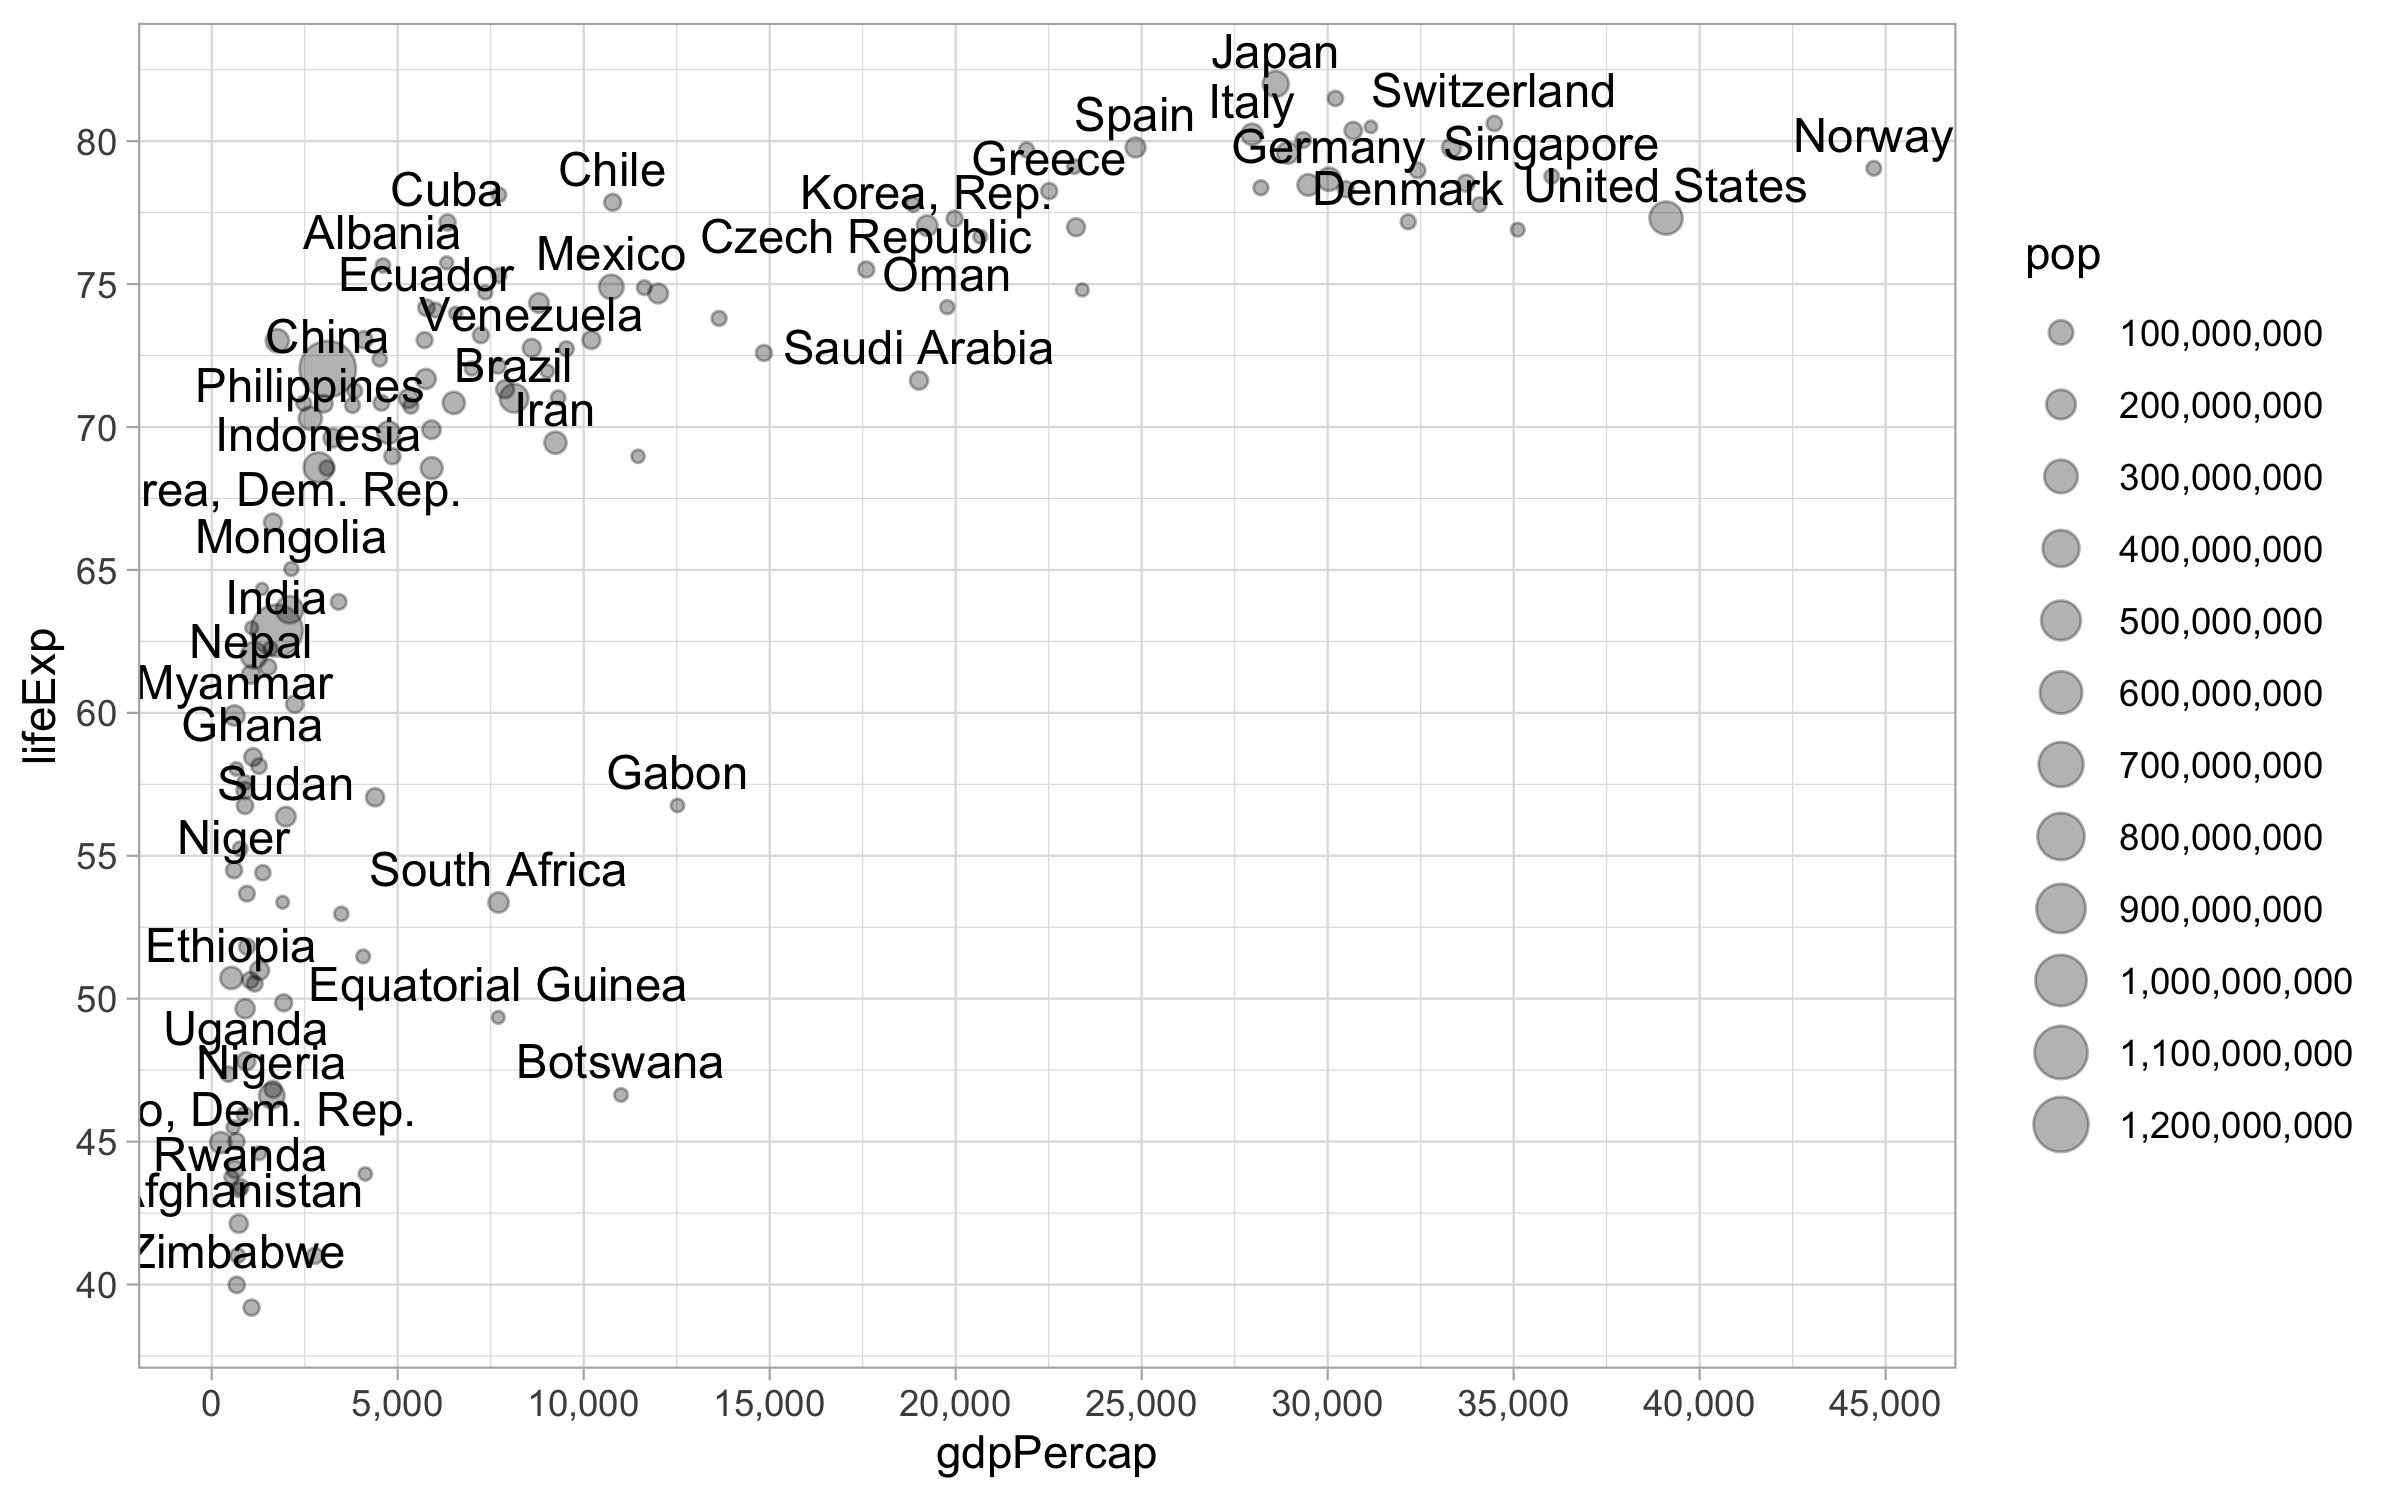 Japan
Italy
Switzerland
Spain
Norway
Germany
Singapore
Greece
Chile
Cuba
Korea, Rep.
Denmark
United States
Albania
Czech Republic
Mexico
Ecuador
Oman
Venezuela
China
Saudi Arabia
Brazil
Philippines
Iran
Indonesia
rea, Dem. Rep.
Mongolia
India
Nepal
Myanmar
Ghana
Gabon
Sudan
Niger
South Africa
Ethiopia
Equatorial Guinea
Uganda
Nigeria
Botswana
o, Dem. Rep.
Rwanda
fghanistan
Zimbabwe
80
75
70
65
60
55
50
45
40
lifeExp
0 5,000 10,000 15,000 20,000 25,000 30,000 35,000 40,000 45,000
gdpPercap
pop
100,000,000
200,000,000
300,000,000
400,000,000
500,000,000
600,000,000
700,000,000
800,000,000
900,000,000
1,000,000,000
1,100,000,000
1,200,000,000